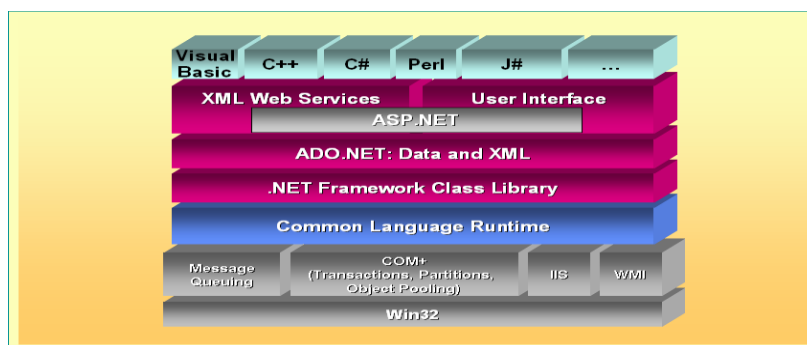 Visual
Basic
C++
C#
Perl
J#
...
XML Web Services
User Interface
ASP.NET
ADO.NET: Data and XML
.NET Framework Class Library
Common Language Runtime
Message
Queuing
COM+
(Transactions, Partitions,
Object Pooling)
IIS
WMI
Win32